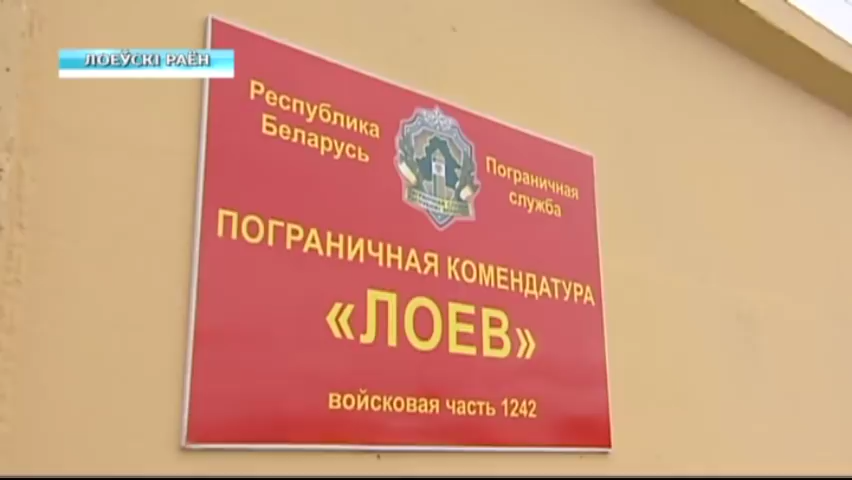 ЛОЕЎСКІ РАЁН
Республика
Беларусь
Пограничная
служба
ПОГРАНИЧНАЯ КОМЕНДАТУРА
«ЛОЕВ»
войсковая часть 1242